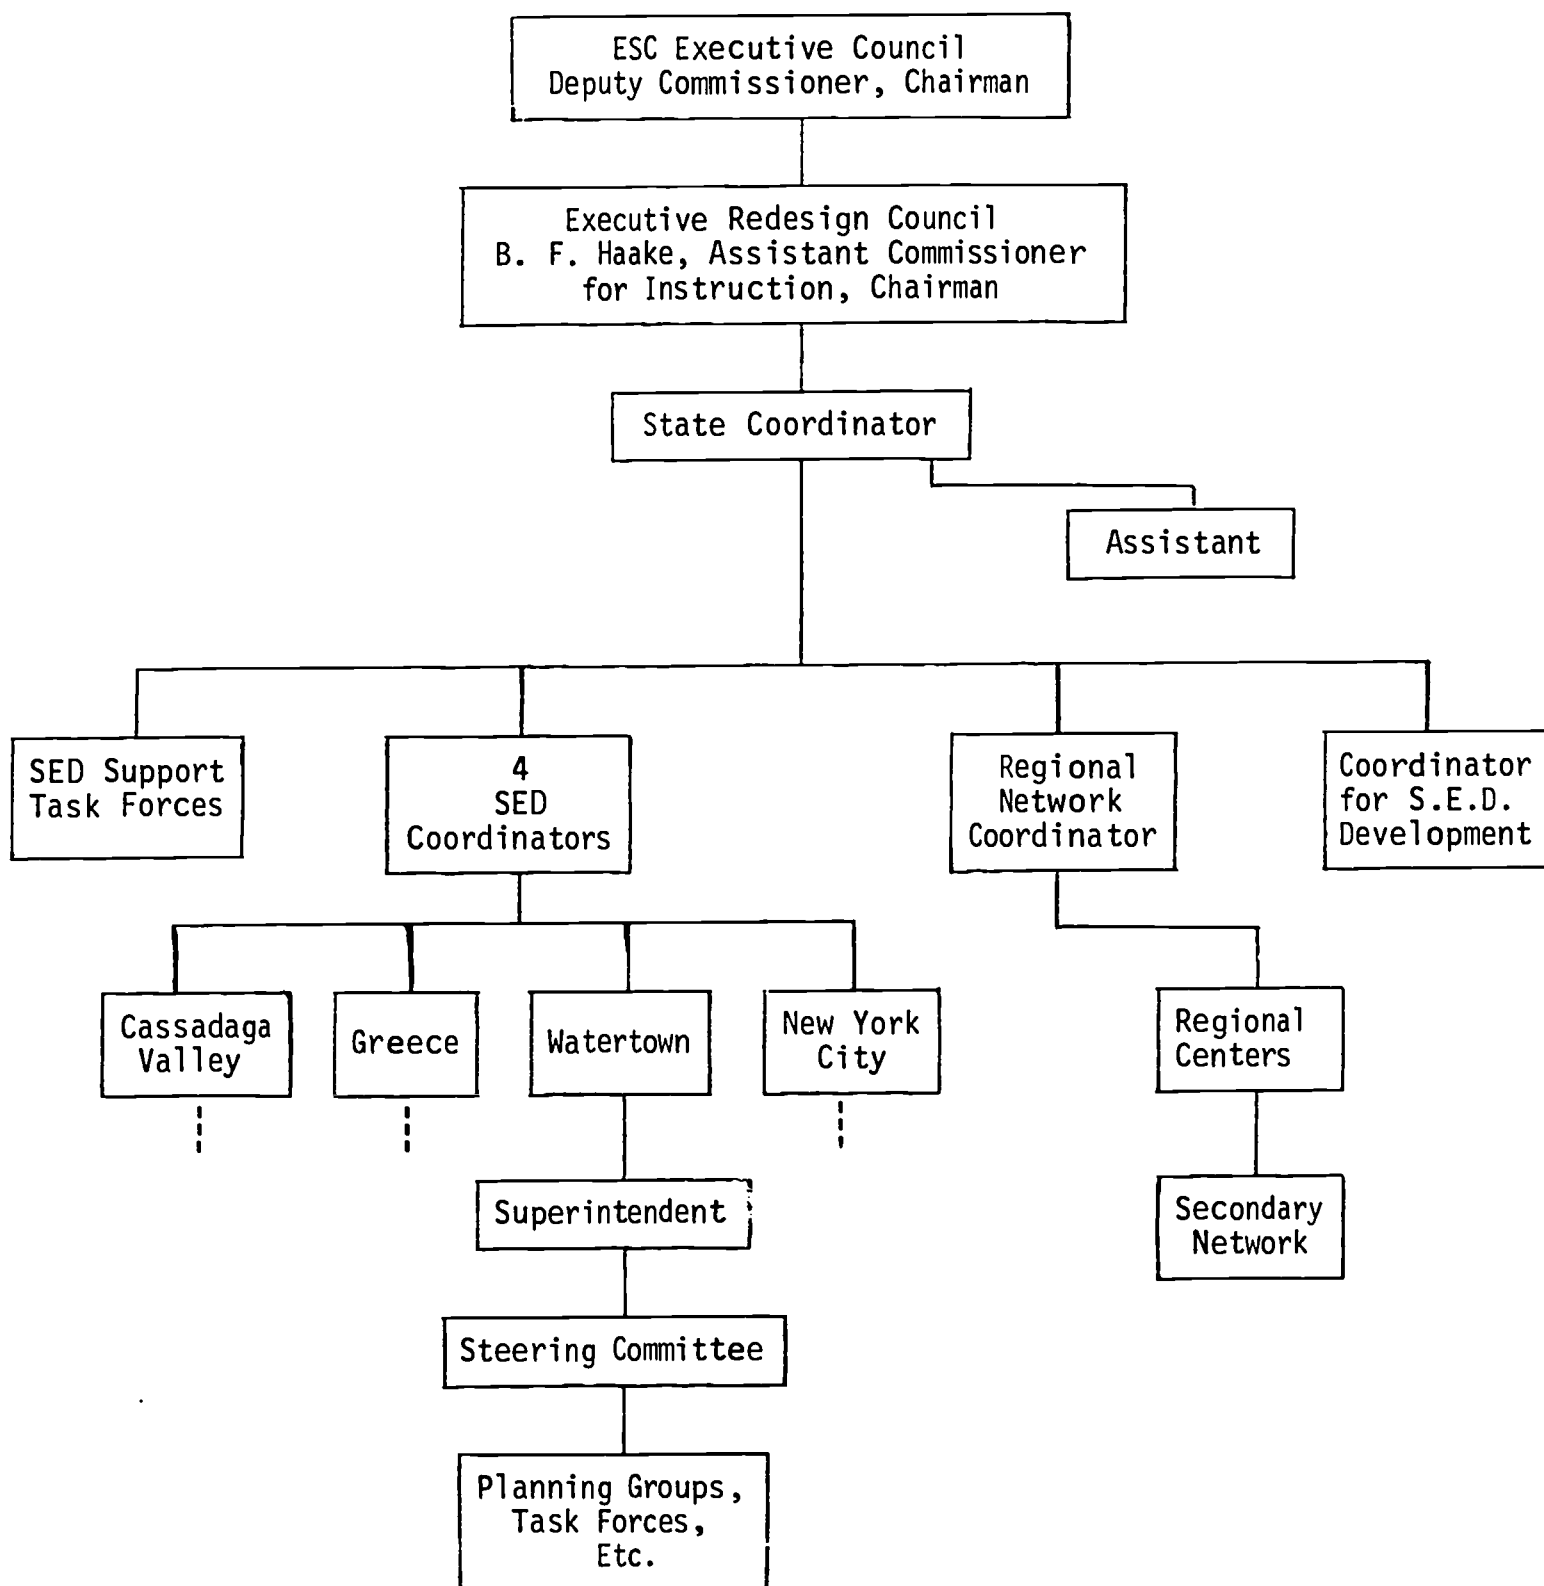 ESC Executive Council
Deputy Commissioner, Chairman
Executive Redesign Council
B. F. Haake, Assistant Commissioner
for Instruction, Chairman
State Coordinator
Assistant
SED Support
Task Forces
4
SED
Coordinators
Regional
Network
Coordinator
Coordinator
for S.E.D.
Development
Cassadaga
Valley
Greece
Watertown
New York
City
Regional
Centers
Superintendent
Secondary
Network
Steering Committee
Planning Groups,
Task Forces,
Etc.